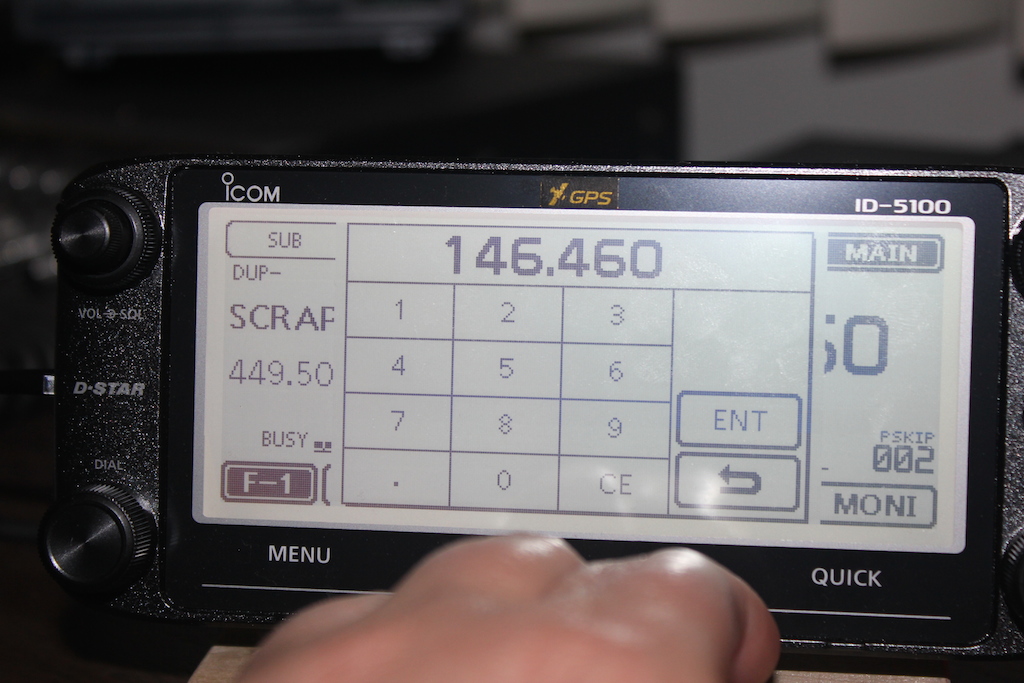 ICOM
GPS
ID-5100
SUB
146.460
MAIN
DUP-
1 2 3
SCRAP
VOL SQL
50
4 5 6
449.50
D-STAR
7 8 9
ENT
BUSY
PSKIP
002
DIAL
F-1
. 0 CE
MONI
MENU
QUICK